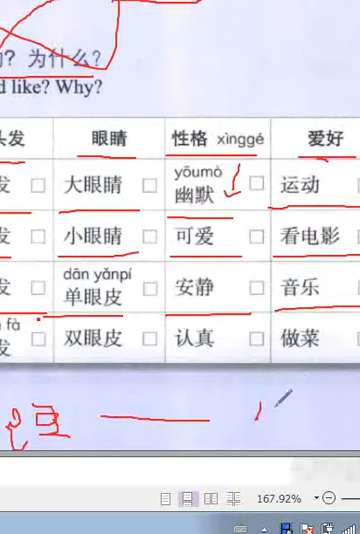 ? 为什么?
d like? Why?
头发 眼睛 性格 xìnggé 爱好
发 大眼睛 yōumò 幽默 运动
发 小眼睛 可爱 看电影
发 dān yǎnpí 单眼皮 安静 音乐
fà 发 双眼皮 认真 做菜
167.92%